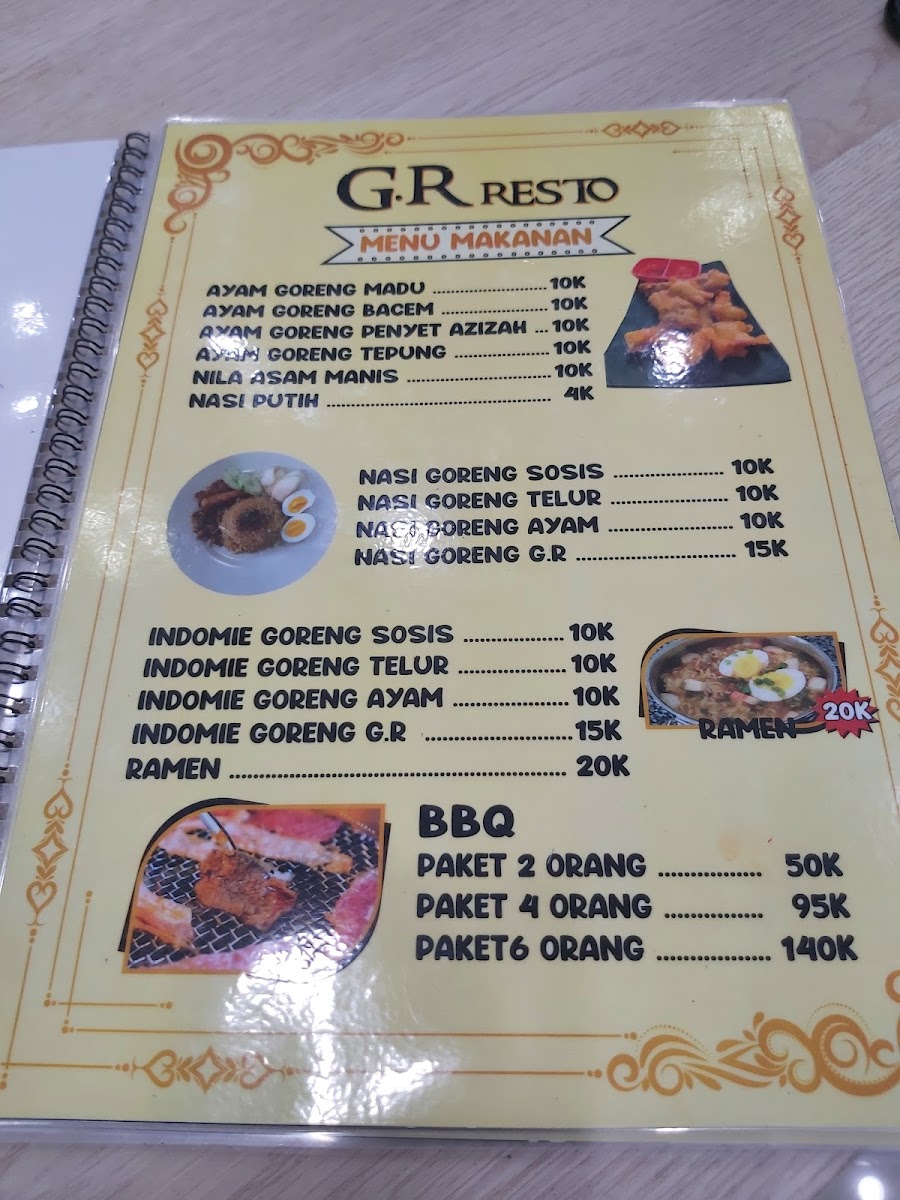 G.R RESTO
MENU MAKANAN
AYAM GORENG MADU .................... 10K
AYAM GORENG BACEM .................. 10K
AYAM GORENG PENYET AZIZAH ... 10K
AYAM GORENG TEPUNG ................ 10K
NILA ASAM MANIS ........................ 10K
NASI PUTIH ...................................... 4K
NASI GORENG SOSIS ...................... 10K
NASI GORENG TELUR ...................... 10K
NASI GORENG AYAM ....................... 10K
NASI GORENG G.R ............................ 15K
INDOMIE GORENG SOSIS .................. 10K
INDOMIE GORENG TELUR ................... 10K
INDOMIE GORENG AYAM ................... 10K
INDOMIE GORENG G.R ........................ 15K
RAMEN ...................................................... 20K
RAMEN 20K
BBQ
PAKET 2 ORANG ................. 50K
PAKET 4 ORANG ................ 95K
PAKET6 ORANG .................. 140K